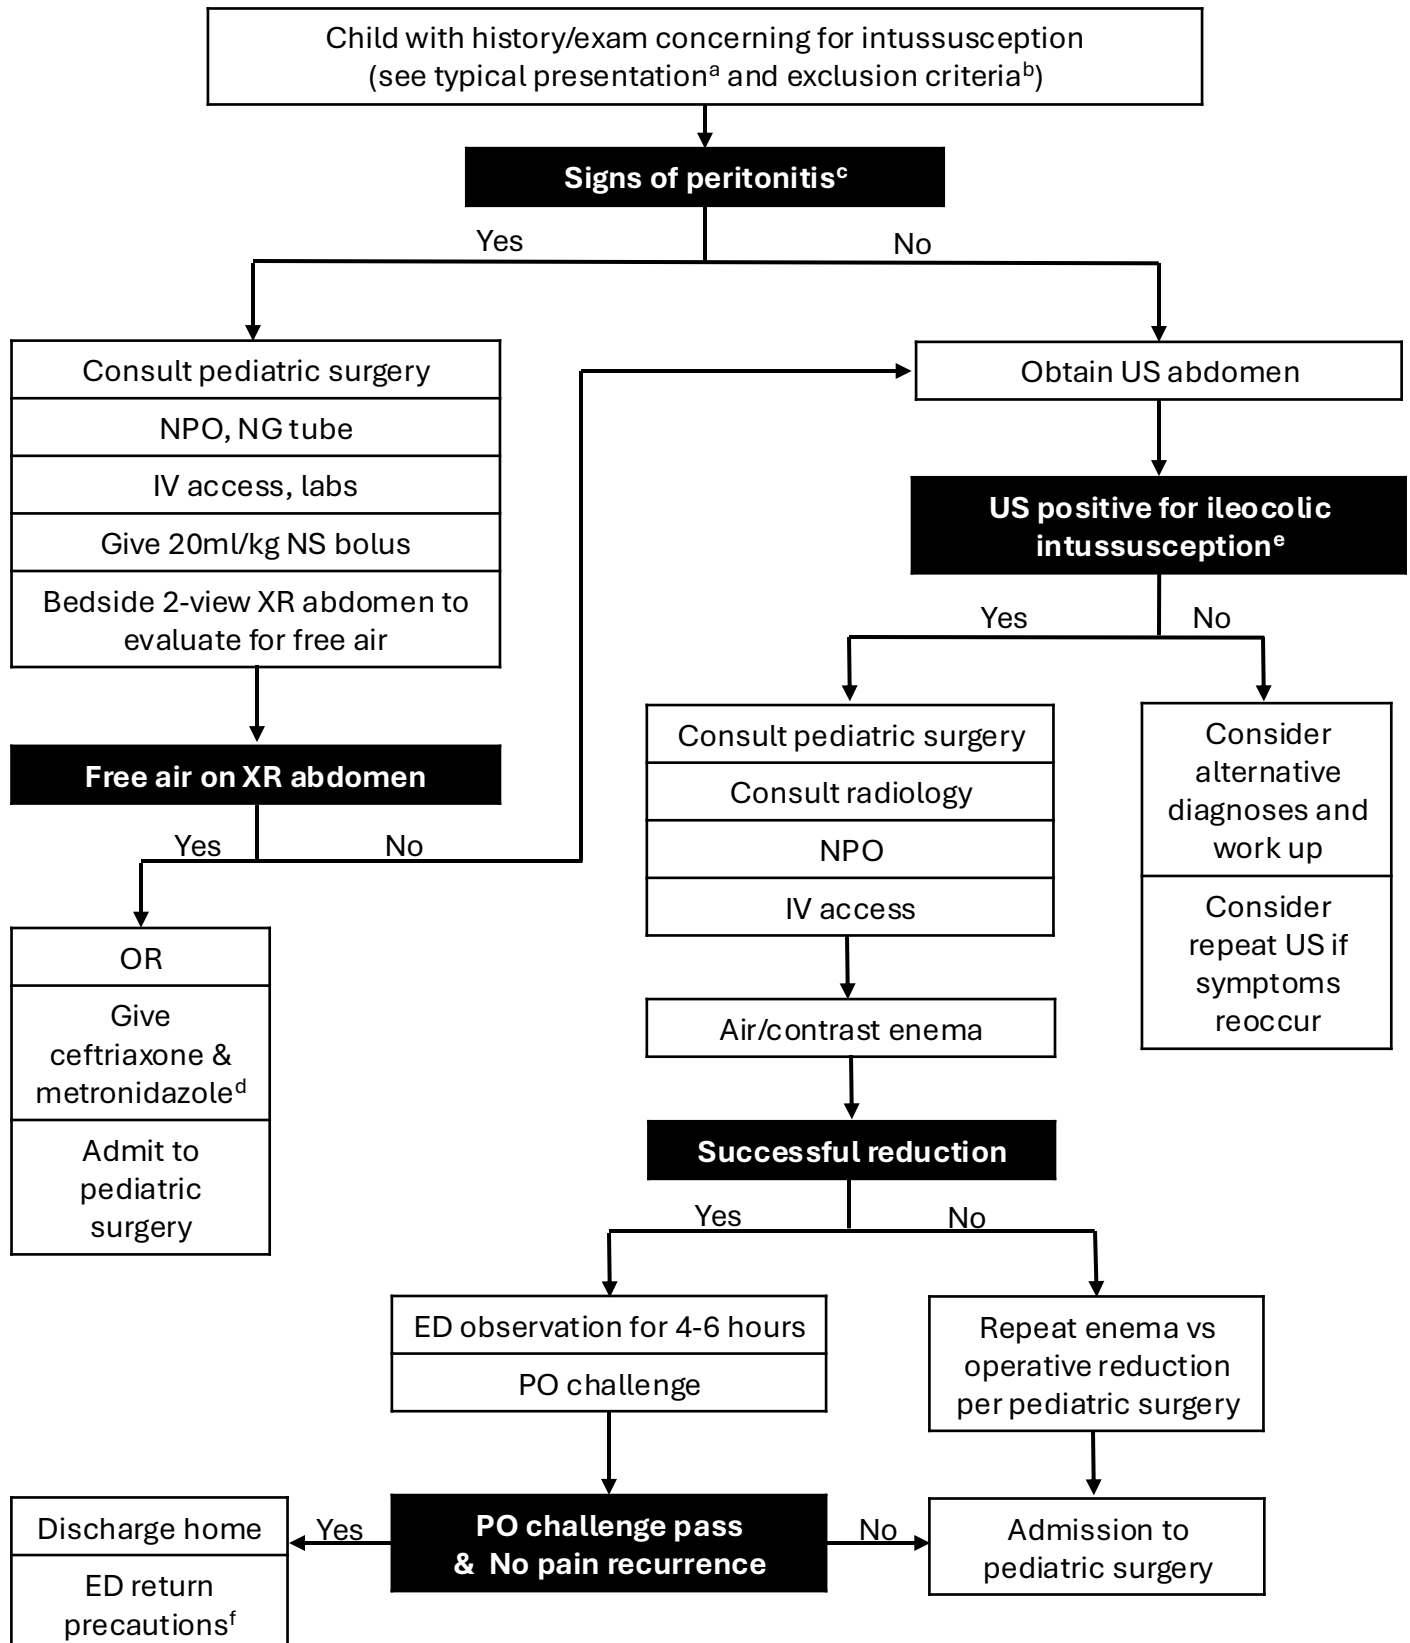 Child with history/exam concerning for intussusception
(see typical presentationᵃ and exclusion criteriaᵇ)
Signs of peritonitisᶜ
Yes
No
Consult pediatric surgery
NPO, NG tube
IV access, labs
Give 20ml/kg NS bolus
Bedside 2-view XR abdomen to
evaluate for free air
Free air on XR abdomen
Yes
No
OR
Give
ceftriaxone &
metronidazoleᵈ
Admit to
pediatric
surgery
Obtain US abdomen
US positive for ileocolic
intussusceptionᵉ
Yes
No
Consult pediatric surgery
Consult radiology
NPO
IV access
Consider
alternative
diagnoses and
work up
Consider
repeat US if
symptoms
reoccur
Air/contrast enema
Successful reduction
Yes
No
ED observation for 4-6 hours
PO challenge
Repeat enema vs
operative reduction
per pediatric surgery
PO challenge pass
& No pain recurrence
Yes
No
Discharge home
ED return
precautionsᶠ
Admission to
pediatric surgery